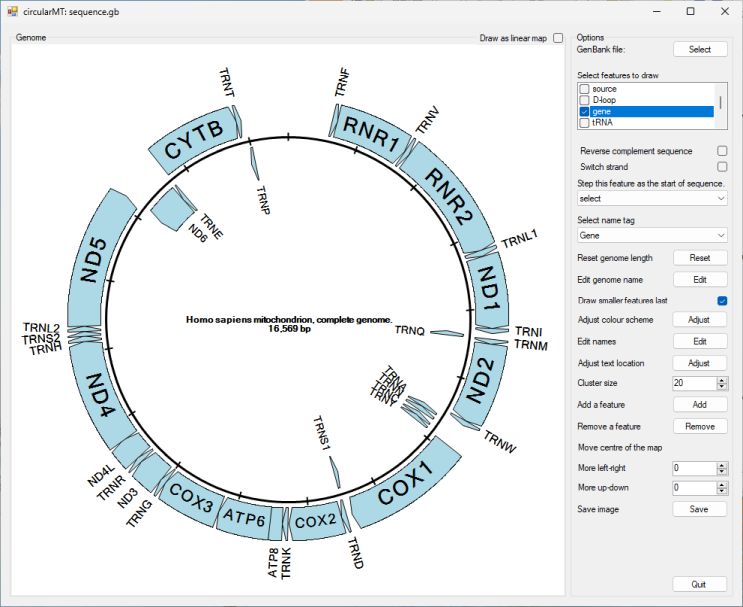 circularMT: sequence.gb
Genome
Draw as linear map
TRNT
TRNF
CYTB
RNR1
TRNV
RNR2
TRNP
TRNE
ND6
TRNL1
ND5
ND1
Homo sapiens mitochondrion, complete genome.
16,569 bp
TRNL2
TRNS2
TRNH
TRNQ
TRNI
TRNM
ND2
ND4
TRNA
TRNW
TRNS1
COX1
ND4L
TRNR
ND3
TRNG
COX3
ATP6
COX2
ATP8
TRNK
TRND
Options
GenBank file:
Select
Select features to draw
source
D-loop
gene
tRNA
Reverse complement sequence
Switch strand
Step this feature as the start of sequence.
select
Select name tag
Gene
Reset genome length
Reset
Edit genome name
Edit
Draw smaller features last
Adjust colour scheme
Adjust
Edit names
Edit
Adjust text location
Adjust
Cluster size
20
Add a feature
Add
Remove a feature
Remove
Move centre of the map
More left-right
0
More up-down
0
Save image
Save
Quit